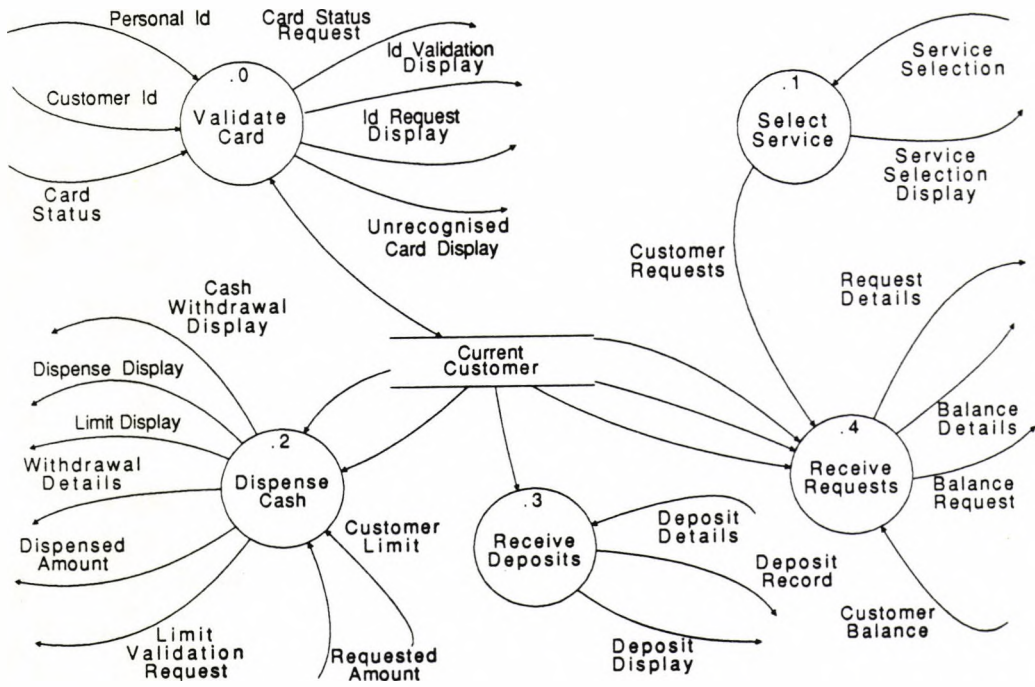 Personal Id
Card Status
Request
Id Validation
Display
.0
Customer Id
Validate
Card
Id Request
Display
Card
Status
Unrecognised
Card Display
.1
Select
Service
Service
Selection
Service
Selection
Display
Customer
Requests
Request
Details
Cash
Withdrawal
Display
Current
Customer
Dispense Display
Limit Display
Withdrawal
Details
.2
Dispense
Cash
Dispensed
Amount
Customer
Limit
Limit
Validation
Request
Requested
Amount
.3
Receive
Deposits
Deposit
Details
Deposit
Record
Deposit
Display
.4
Receive
Requests
Balance
Details
Balance
Request
Customer
Balance